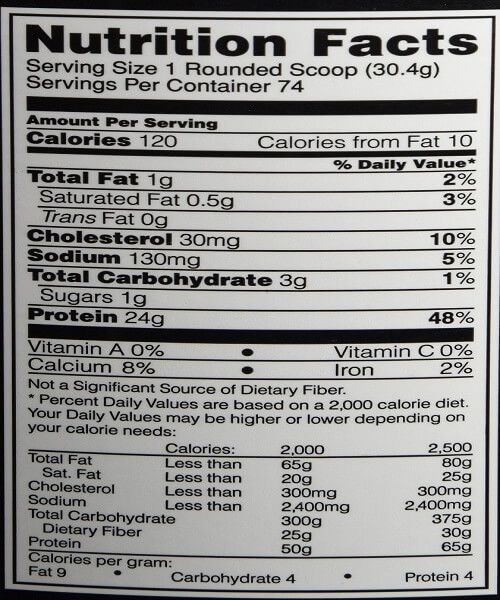 Nutrition Facts
Serving Size 1 Rounded Scoop (30.4g)
Servings Per Container 74
Amount Per Serving
Calories 120 Calories from Fat 10
% Daily Value*
Total Fat 1g 2%
Saturated Fat 0.5g 3%
Trans Fat 0g
Cholesterol 30mg 10%
Sodium 130mg 5%
Total Carbohydrate 3g 1%
Sugars 1g
Protein 24g 48%
Vitamin A 0% • Vitamin C 0%
Calcium 8% • Iron 2%
Not a Significant Source of Dietary Fiber.
* Percent Daily Values are based on a 2,000 calorie diet.
Your Daily Values may be higher or lower depending on
your calorie needs:
Calories: 2,000 2,500
Total Fat Less than 65g 80g
Sat. Fat Less than 20g 25g
Cholesterol Less than 300mg 300mg
Sodium Less than 2,400mg 2,400mg
Total Carbohydrate 300g 375g
Dietary Fiber 25g 30g
Protein 50g 65g
Calories per gram:
Fat 9 • Carbohydrate 4 • Protein 4